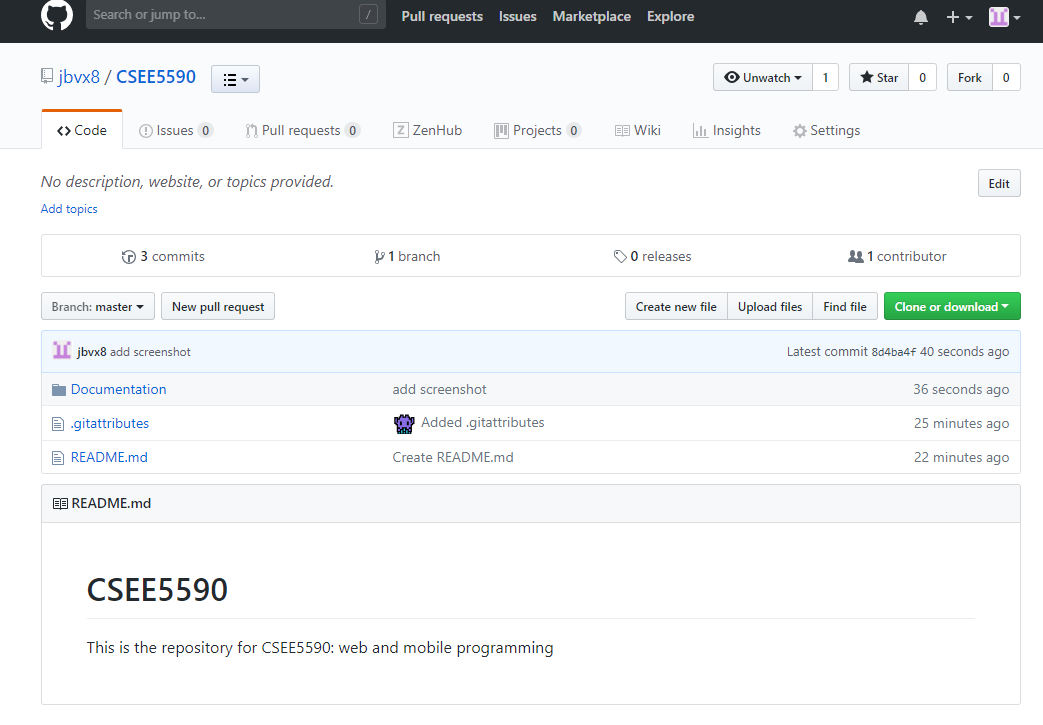 Search or jump to... / Pull requests Issues Marketplace Explore
jbvx8 / CSEE5590 Unwatch 1 Star 0 Fork 0
Code Issues 0 Pull requests 0 Z ZenHub Projects 0 Wiki Insights Settings
No description, website, or topics provided. Edit
Add topics
3 commits 1 branch 0 releases 1 contributor
Branch: master New pull request Create new file Upload files Find file Clone or download
jbvx8 add screenshot Latest commit 8d4ba4f 40 seconds ago
Documentation add screenshot 36 seconds ago
.gitattributes Added .gitattributes 25 minutes ago
README.md Create README.md 22 minutes ago
README.md
CSEE5590
This is the repository for CSEE5590: web and mobile programming